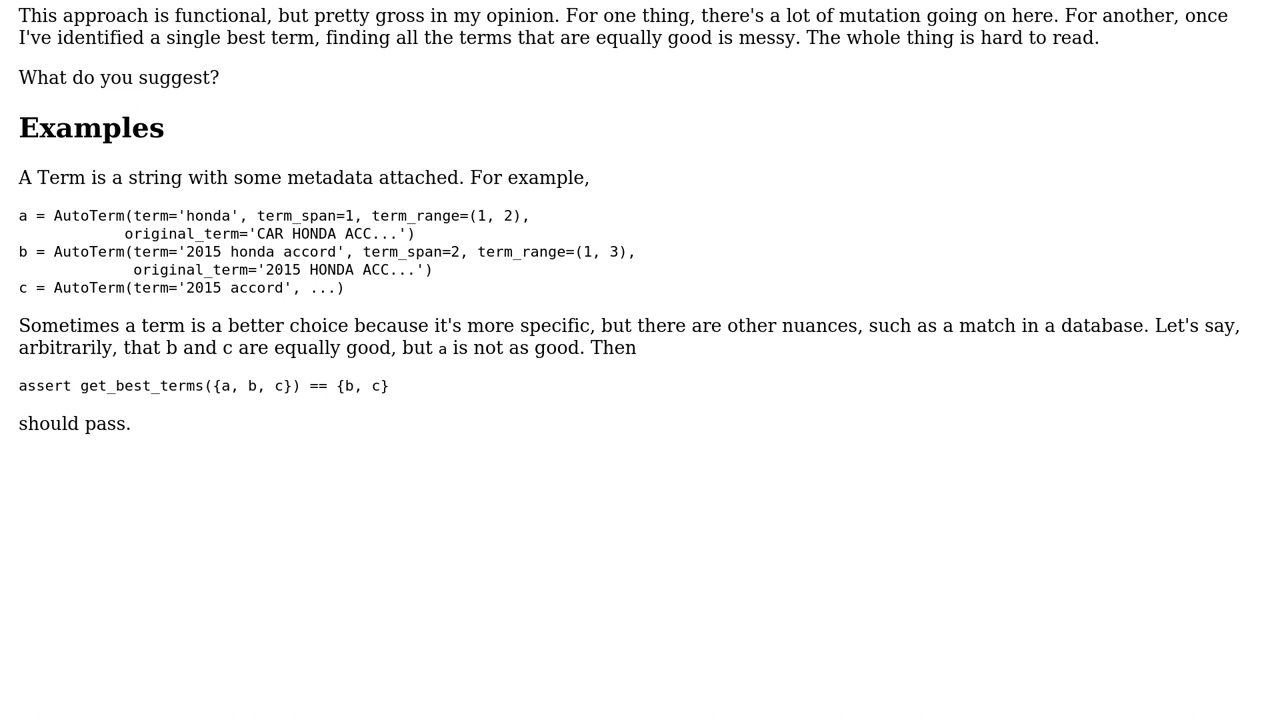 This approach is functional, but pretty gross in my opinion. For one thing, there's a lot of mutation going on here. For another, once
I've identified a single best term, finding all the terms that are equally good is messy. The whole thing is hard to read.
What do you suggest?
Examples
A Term is a string with some metadata attached. For example,
a = AutoTerm(term='honda', term_span=1, term_range=(1, 2),
            original_term='CAR HONDA ACC...')
b = AutoTerm(term='2015 honda accord', term_span=2, term_range=(1, 3),
             original_term='2015 HONDA ACC...')
c = AutoTerm(term='2015 accord', ...)
Sometimes a term is a better choice because it's more specific, but there are other nuances, such as a match in a database. Let's say,
arbitrarily, that b and c are equally good, but a is not as good. Then
assert get_best_terms({a, b, c}) == {b, c}
should pass.